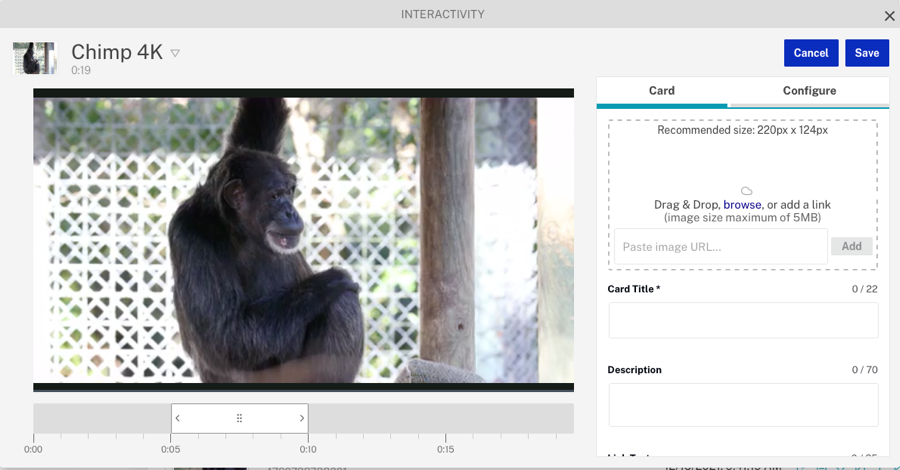 INTERACTIVITY
Chimp 4K
0:19
Cancel
Save
Card
Configure
Recommended size: 220px x 124px
Drag & Drop, browse, or add a link
(image size maximum of 5MB)
Paste image URL...
Add
Card Title *
0 / 22
Description
0 / 70
0:00
0:05
0:10
0:15